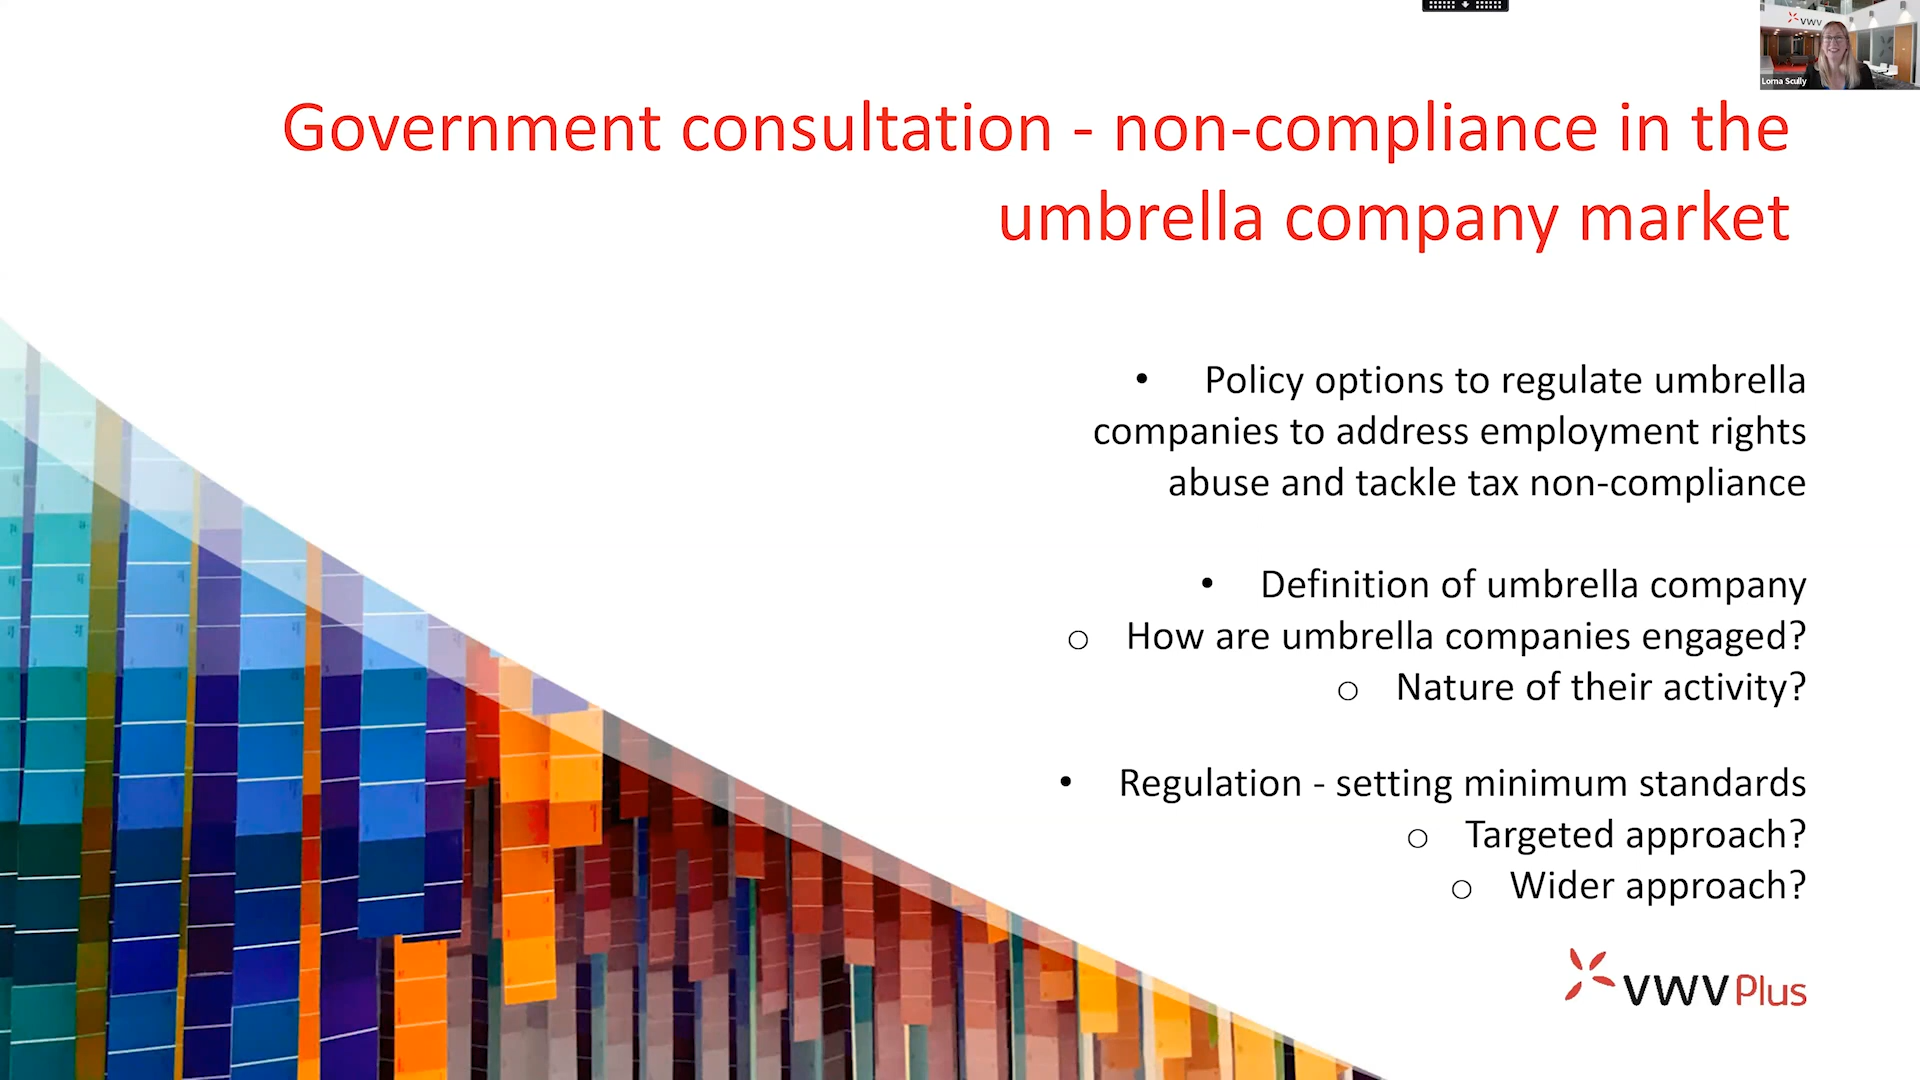 VWV
Lorna Scully
Government consultation - non-compliance in the
umbrella company market
• Policy options to regulate umbrella
companies to address employment rights
abuse and tackle tax non-compliance
• Definition of umbrella company
o How are umbrella companies engaged?
o Nature of their activity?
• Regulation - setting minimum standards
o Targeted approach?
o Wider approach?
VWV Plus